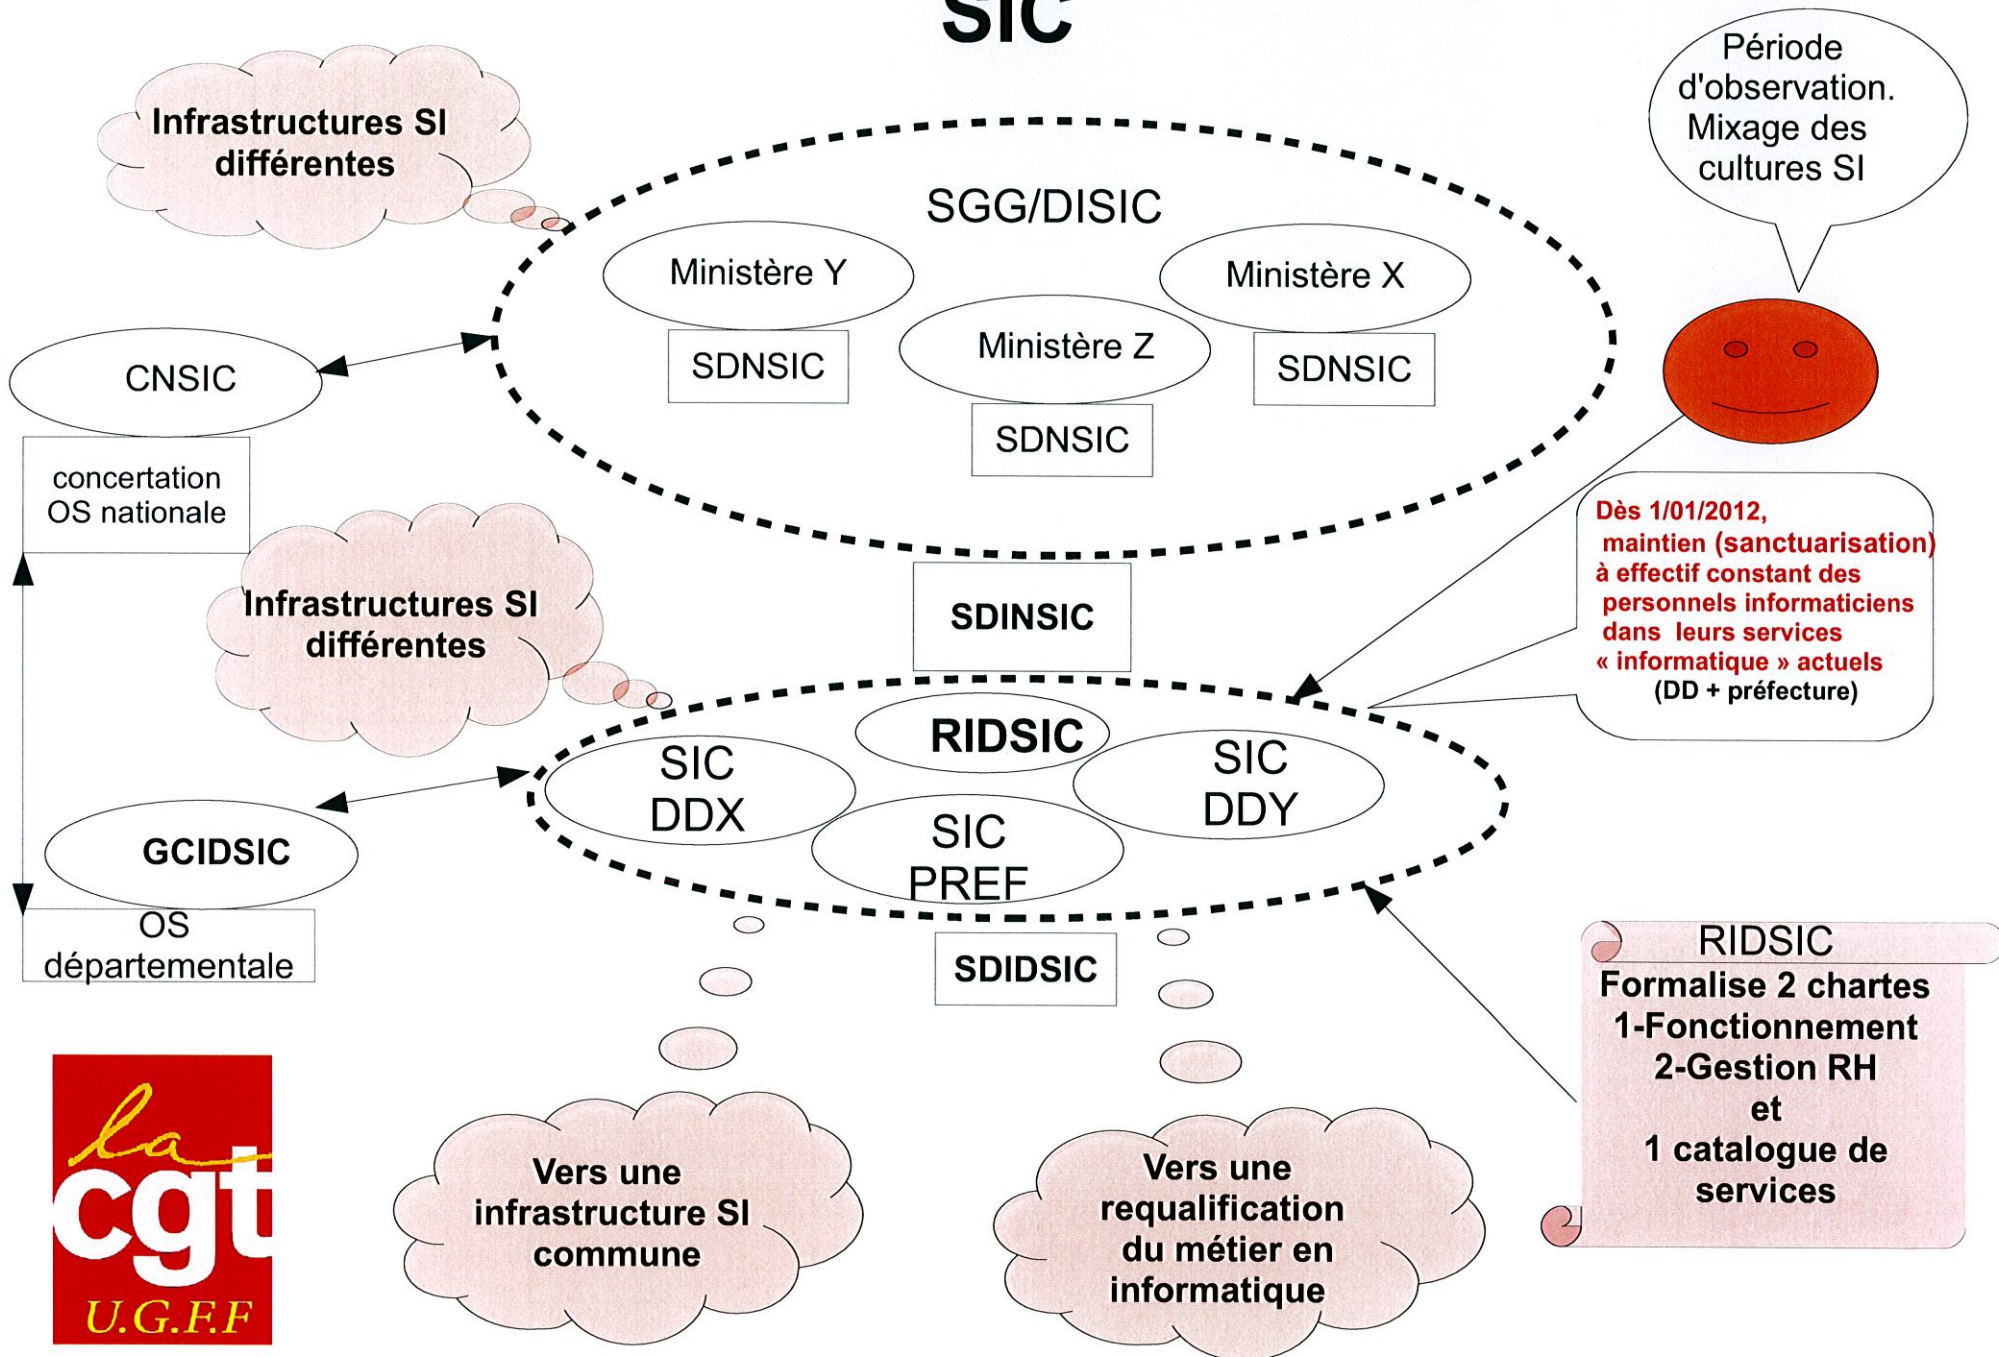 SIC
Infrastructures SI
différentes
Période
d'observation.
Mixage des
cultures SI
SGG/DISIC
Ministère Y
Ministère X
Ministère Z
SDNSIC
SDNSIC
SDNSIC
CNSIC
concertation
OS nationale
Infrastructures SI
différentes
Dès 1/01/2012,
maintien (sanctuarisation)
à effectif constant des
personnels informaticiens
dans leurs services
« informatique » actuels
(DD + préfecture)
SDINSIC
RIDSIC
SIC
DDX
SIC
DDY
SIC
PREF
GCIDSIC
OS
départementale
SDIDSIC
RIDSIC
Formalise 2 chartes
1-Fonctionnement
2-Gestion RH
et
1 catalogue de
services
la
cgt
U.G.F.F
Vers une
infrastructure SI
commune
Vers une
requalification
du métier en
informatique